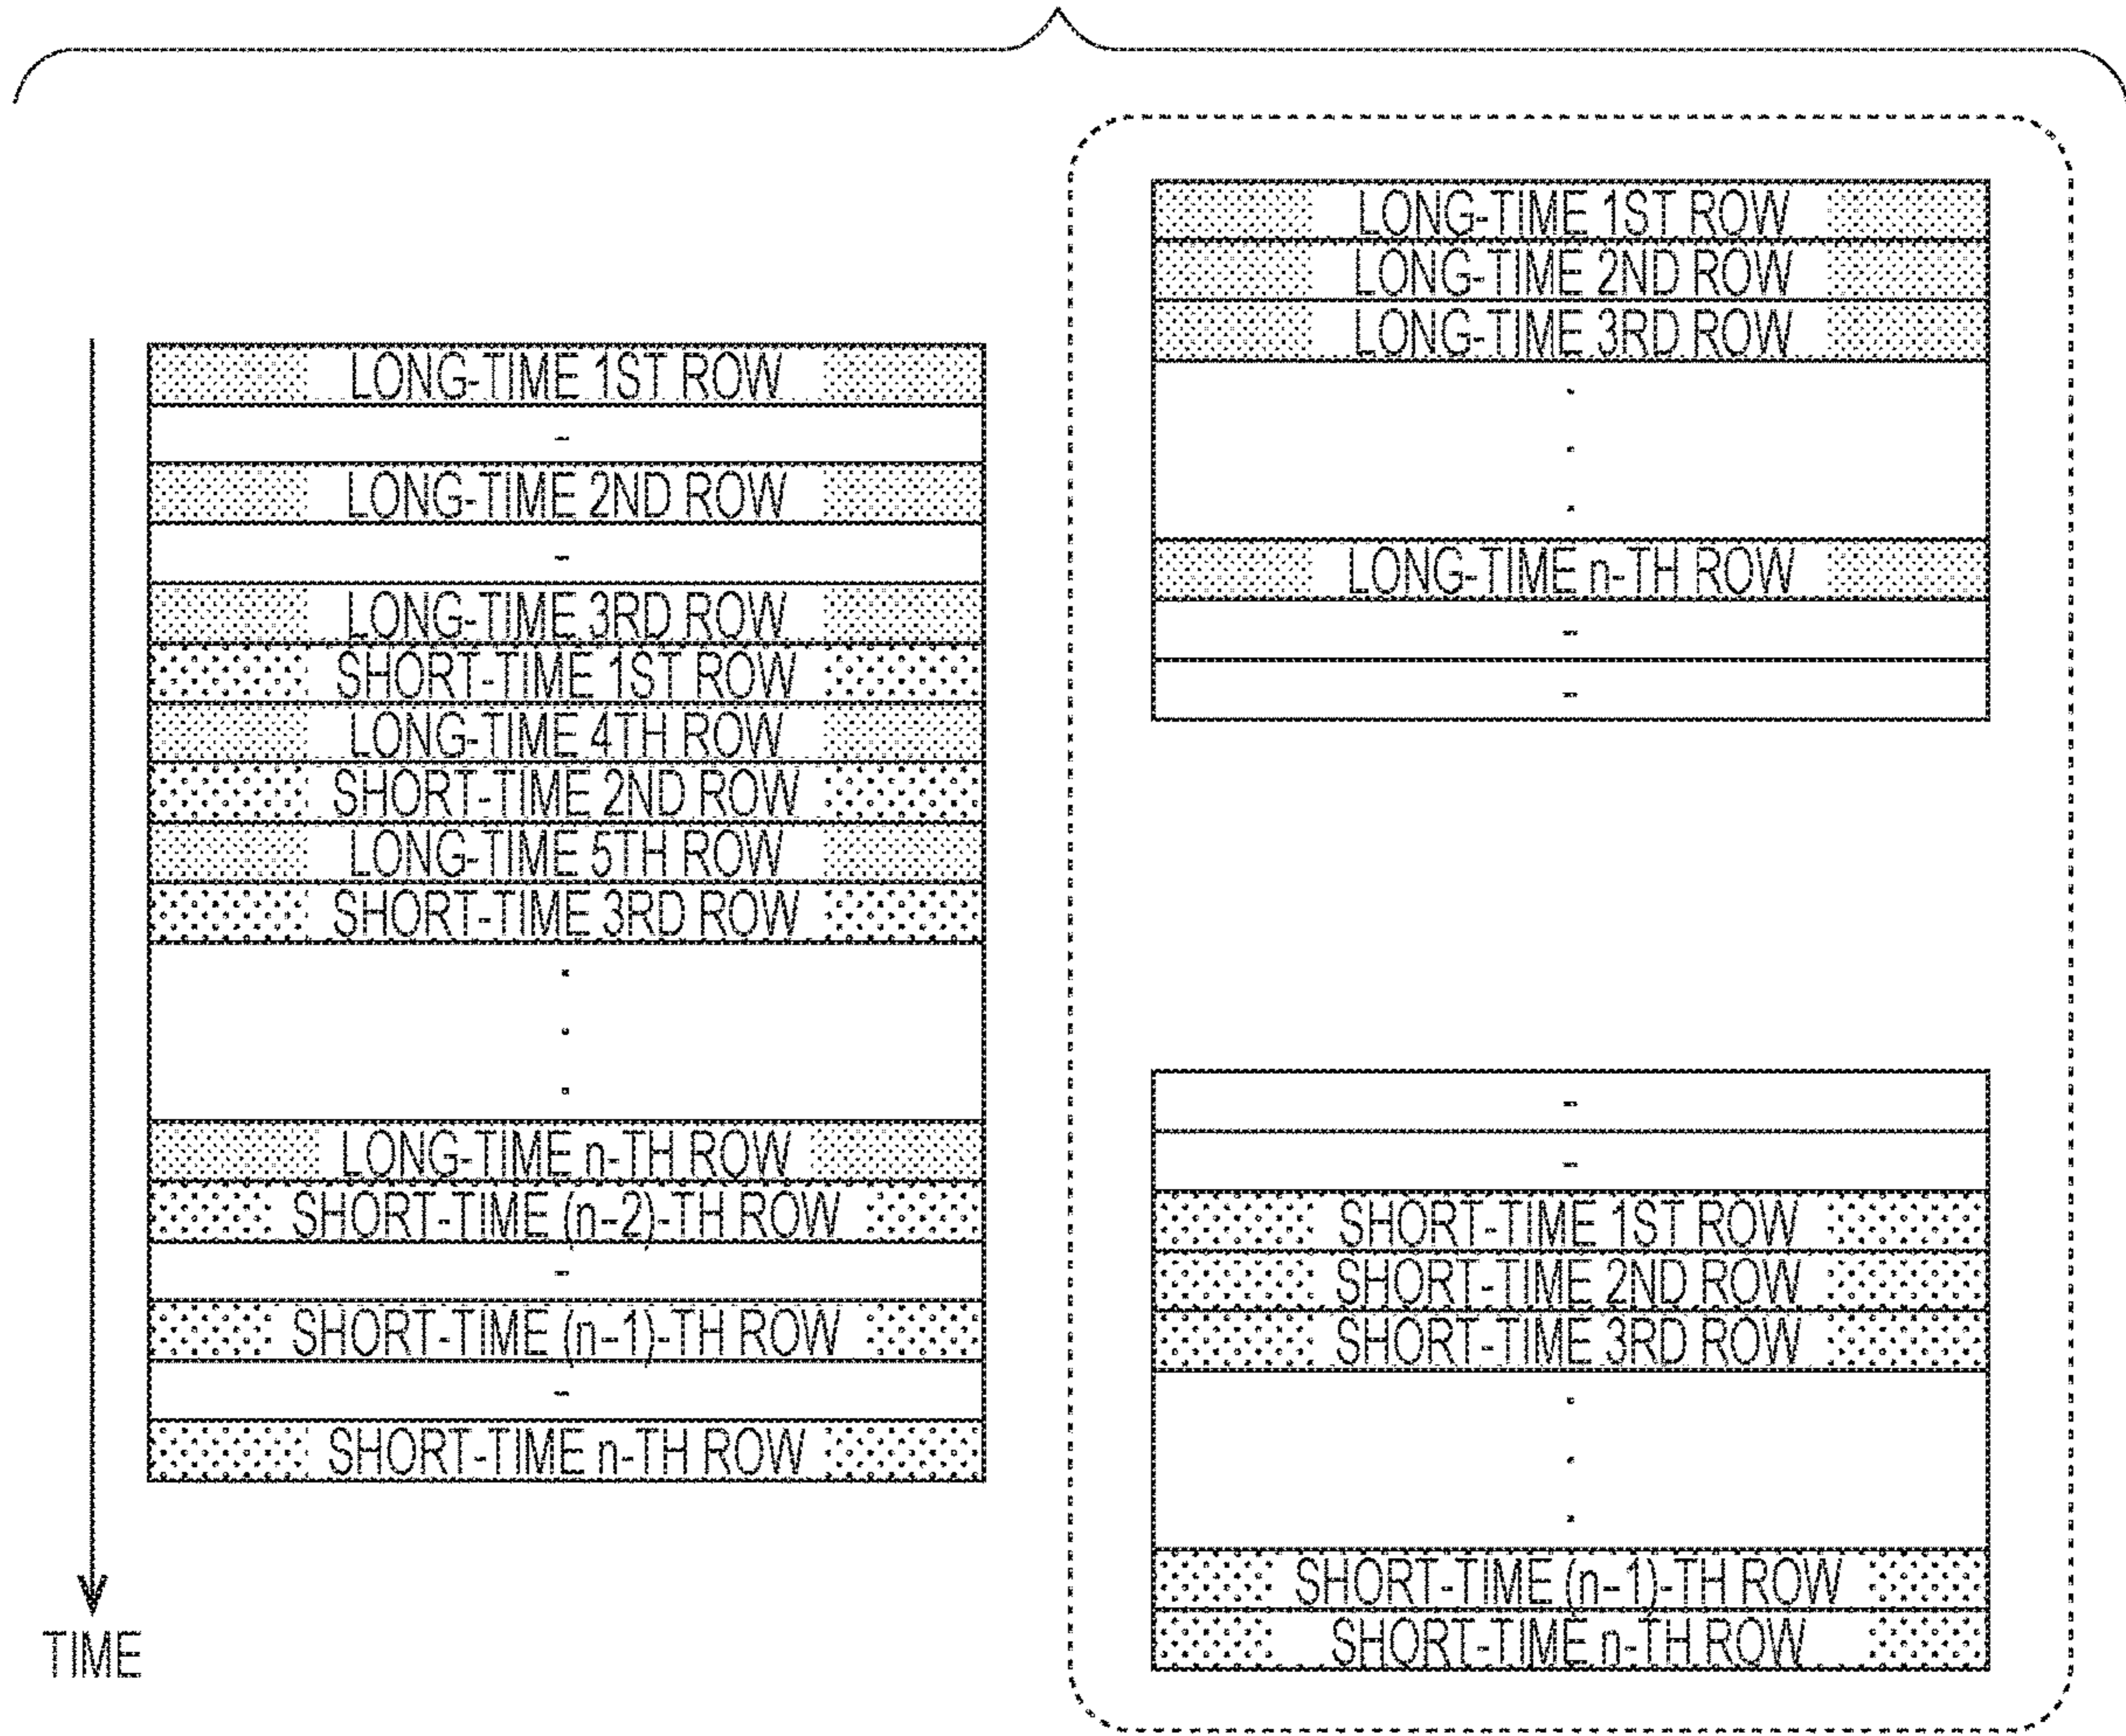 LONG-TIME 1ST ROW
-
LONG-TIME 2ND ROW
-
LONG-TIME 3RD ROW
SHORT-TIME 1ST ROW
LONG-TIME 4TH ROW
SHORT-TIME 2ND ROW
LONG-TIME 5TH ROW
SHORT-TIME 3RD ROW
.
.
.
LONG-TIME n-TH ROW
SHORT-TIME (n-2)-TH ROW
-
SHORT-TIME (n-1)-TH ROW
-
SHORT-TIME n-TH ROW
TIME
LONG-TIME 1ST ROW
LONG-TIME 2ND ROW
LONG-TIME 3RD ROW
.
.
.
LONG-TIME n-TH ROW
-
-
-
-
SHORT-TIME 1ST ROW
SHORT-TIME 2ND ROW
SHORT-TIME 3RD ROW
.
.
.
SHORT-TIME (n-1)-TH ROW
SHORT-TIME n-TH ROW